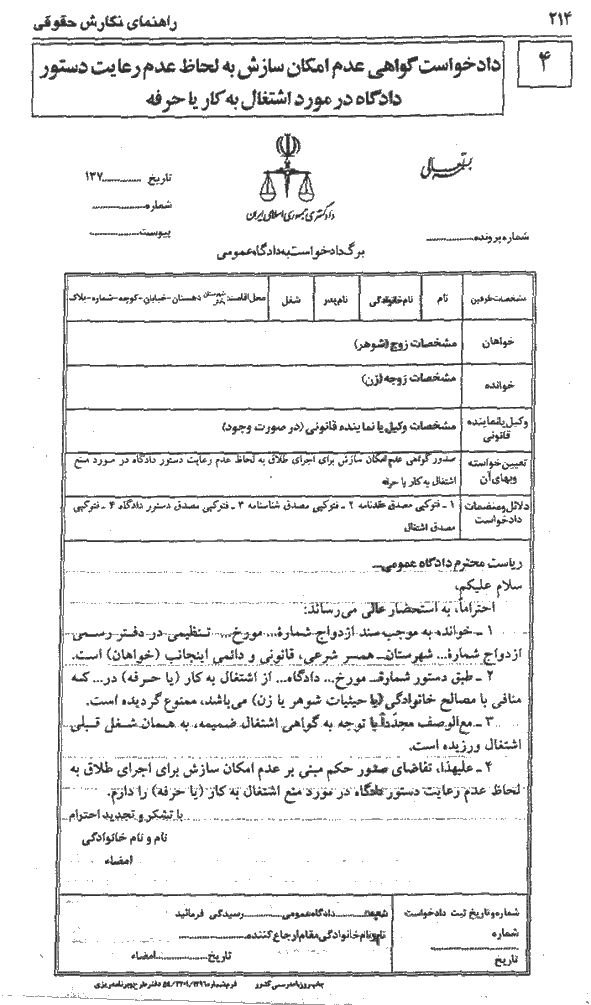 ۲۱۴
راهنمای نگارش حقوقی
۴
دادخواست گواهی عدم امکان سازش به لحاظ عدم رعایت دستور
دادگاه در مورد اشتغال به کار یا حرفه
بسمه تعالی
تاریخ ............۱۳۷
شماره................
پیوست................
دادگستری جمهوری اسلامی ایران
شماره پرونده................
برگ دادخواست به دادگاه عمومی
مشخصات طرفین نام نام خانوادگی نام پدر شغل محل اقامت: شهرستان دهستان-خیابان-کوچه-شماره-پلاک
خواهان مشخصات زوج (شوهر)
خوانده مشخصات زوجه (زن)
وکیل یا نماینده قانونی مشخصات وکیل یا نماینده قانونی (در صورت وجود)
تعیین خواسته وبهای آن صدور گواهی عدم امکان سازش برای اجرای طلاق به لحاظ عدم رعایت دستور دادگاه در مورد منع
اشتغال به کار یا حرفه
دلائل و منضمات دادخواست ۱ ـ فتوکپی مصدق عقدنامه ۲ ـ فتوکپی مصدق شناسنامه ۳ ـ فتوکپی مصدق دستور دادگاه ۴ ـ فتوکپی
مصدق اشتغال
ریاست محترم دادگاه عمومی...
سلام علیکم،
احتراماً، به استحضار عالی می‌رساند:
۱ ـ خوانده به موجب سند ازدواج شمارهٔ... مورخ... تنظیمی در دفتر رسمی
ازدواج شمارهٔ... شهرستان... همسر شرعی، قانونی و دائمی اینجانب (خواهان) است.
۲ ـ طبق دستور شمارهٔ... مورخ... دادگاه... از اشتغال به کار (یا حرفه) در... که
منافی با مصالح خانوادگی (یا حیثیات شوهر یا زن) می‌باشد، ممنوع گردیده است.
۳ ـ مع‌الوصف مجدداً با توجه به گواهی اشتغال ضمیمه، به همان شغل قبلی
اشتغال ورزیده است.
۴ ـ علیهذا، تقاضای صدور حکم مبنی بر عدم امکان سازش برای اجرای طلاق به
لحاظ عدم رعایت دستور دادگاه در مورد منع اشتغال به کار (یا حرفه) را دارم.
با تشکر و تجدید احترام
نام و نام خانوادگی
امضاء
شماره و تاریخ ثبت دادخواست
شماره
تاریخ
شعبه............دادگاه عمومی............رسیدگی فرمائید
نام و نام خانوادگی مقام ارجاع کننده................
تاریخ............امضاء
چاپ روزنامه رسمی کشور